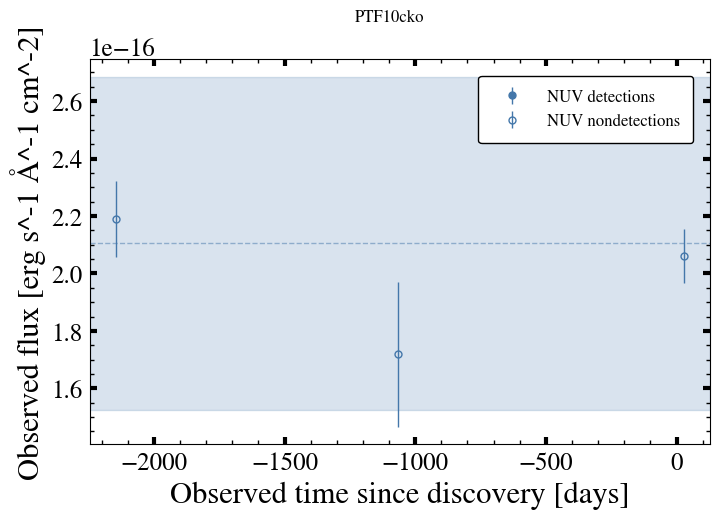 PTF10cko
1e−16
NUV detections
NUV nondetections
2.6
2.4
2.2
2.0
1.8
1.6
Observed flux [erg s^-1 Å^-1 cm^-2]
−2000 −1500 −1000 −500 0
Observed time since discovery [days]